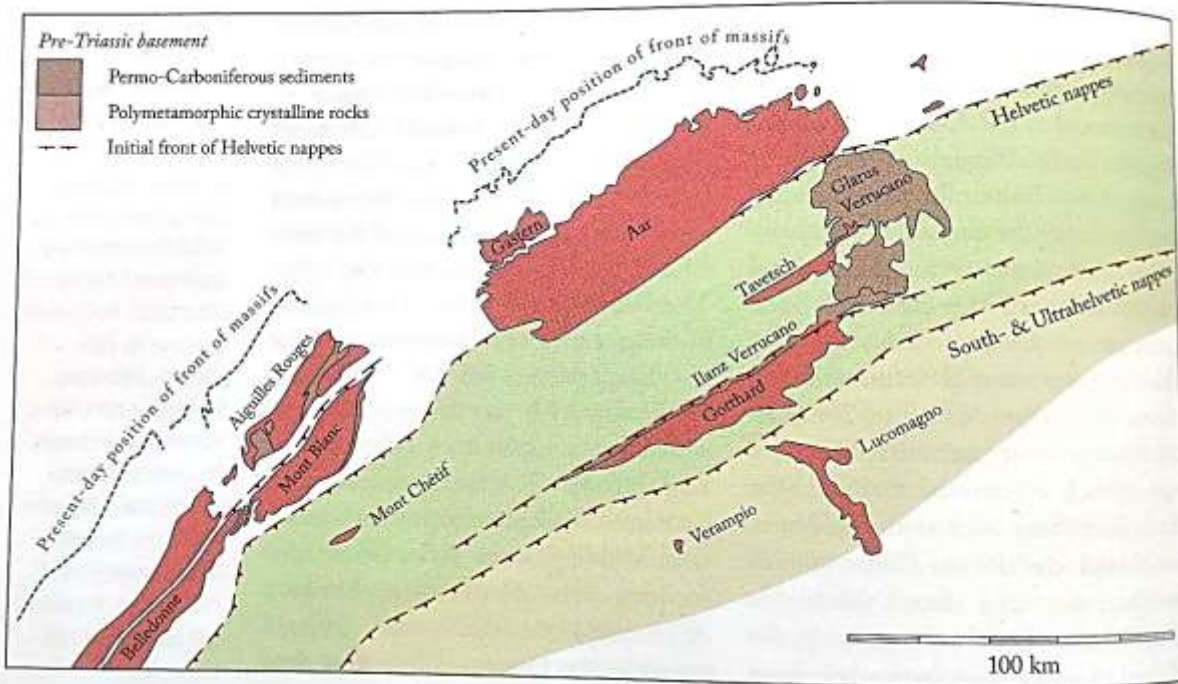 Pre-Triassic basement
Permo-Carboniferous sediments
Polymetamorphic crystalline rocks
Initial front of Helvetic nappes
Present-day position of front of massifs
Helvetic nappes
Glarus
Verrucano
Gastern
Aar
Tavetsch
South- & Ultrahelvetic nappes
Present-day position of front of massifs
Aiguilles Rouges
Ilanz Verrucano
Gotthard
Mont Blanc
Lucomagno
Mont Chétif
Verampio
Belledonne
100 km